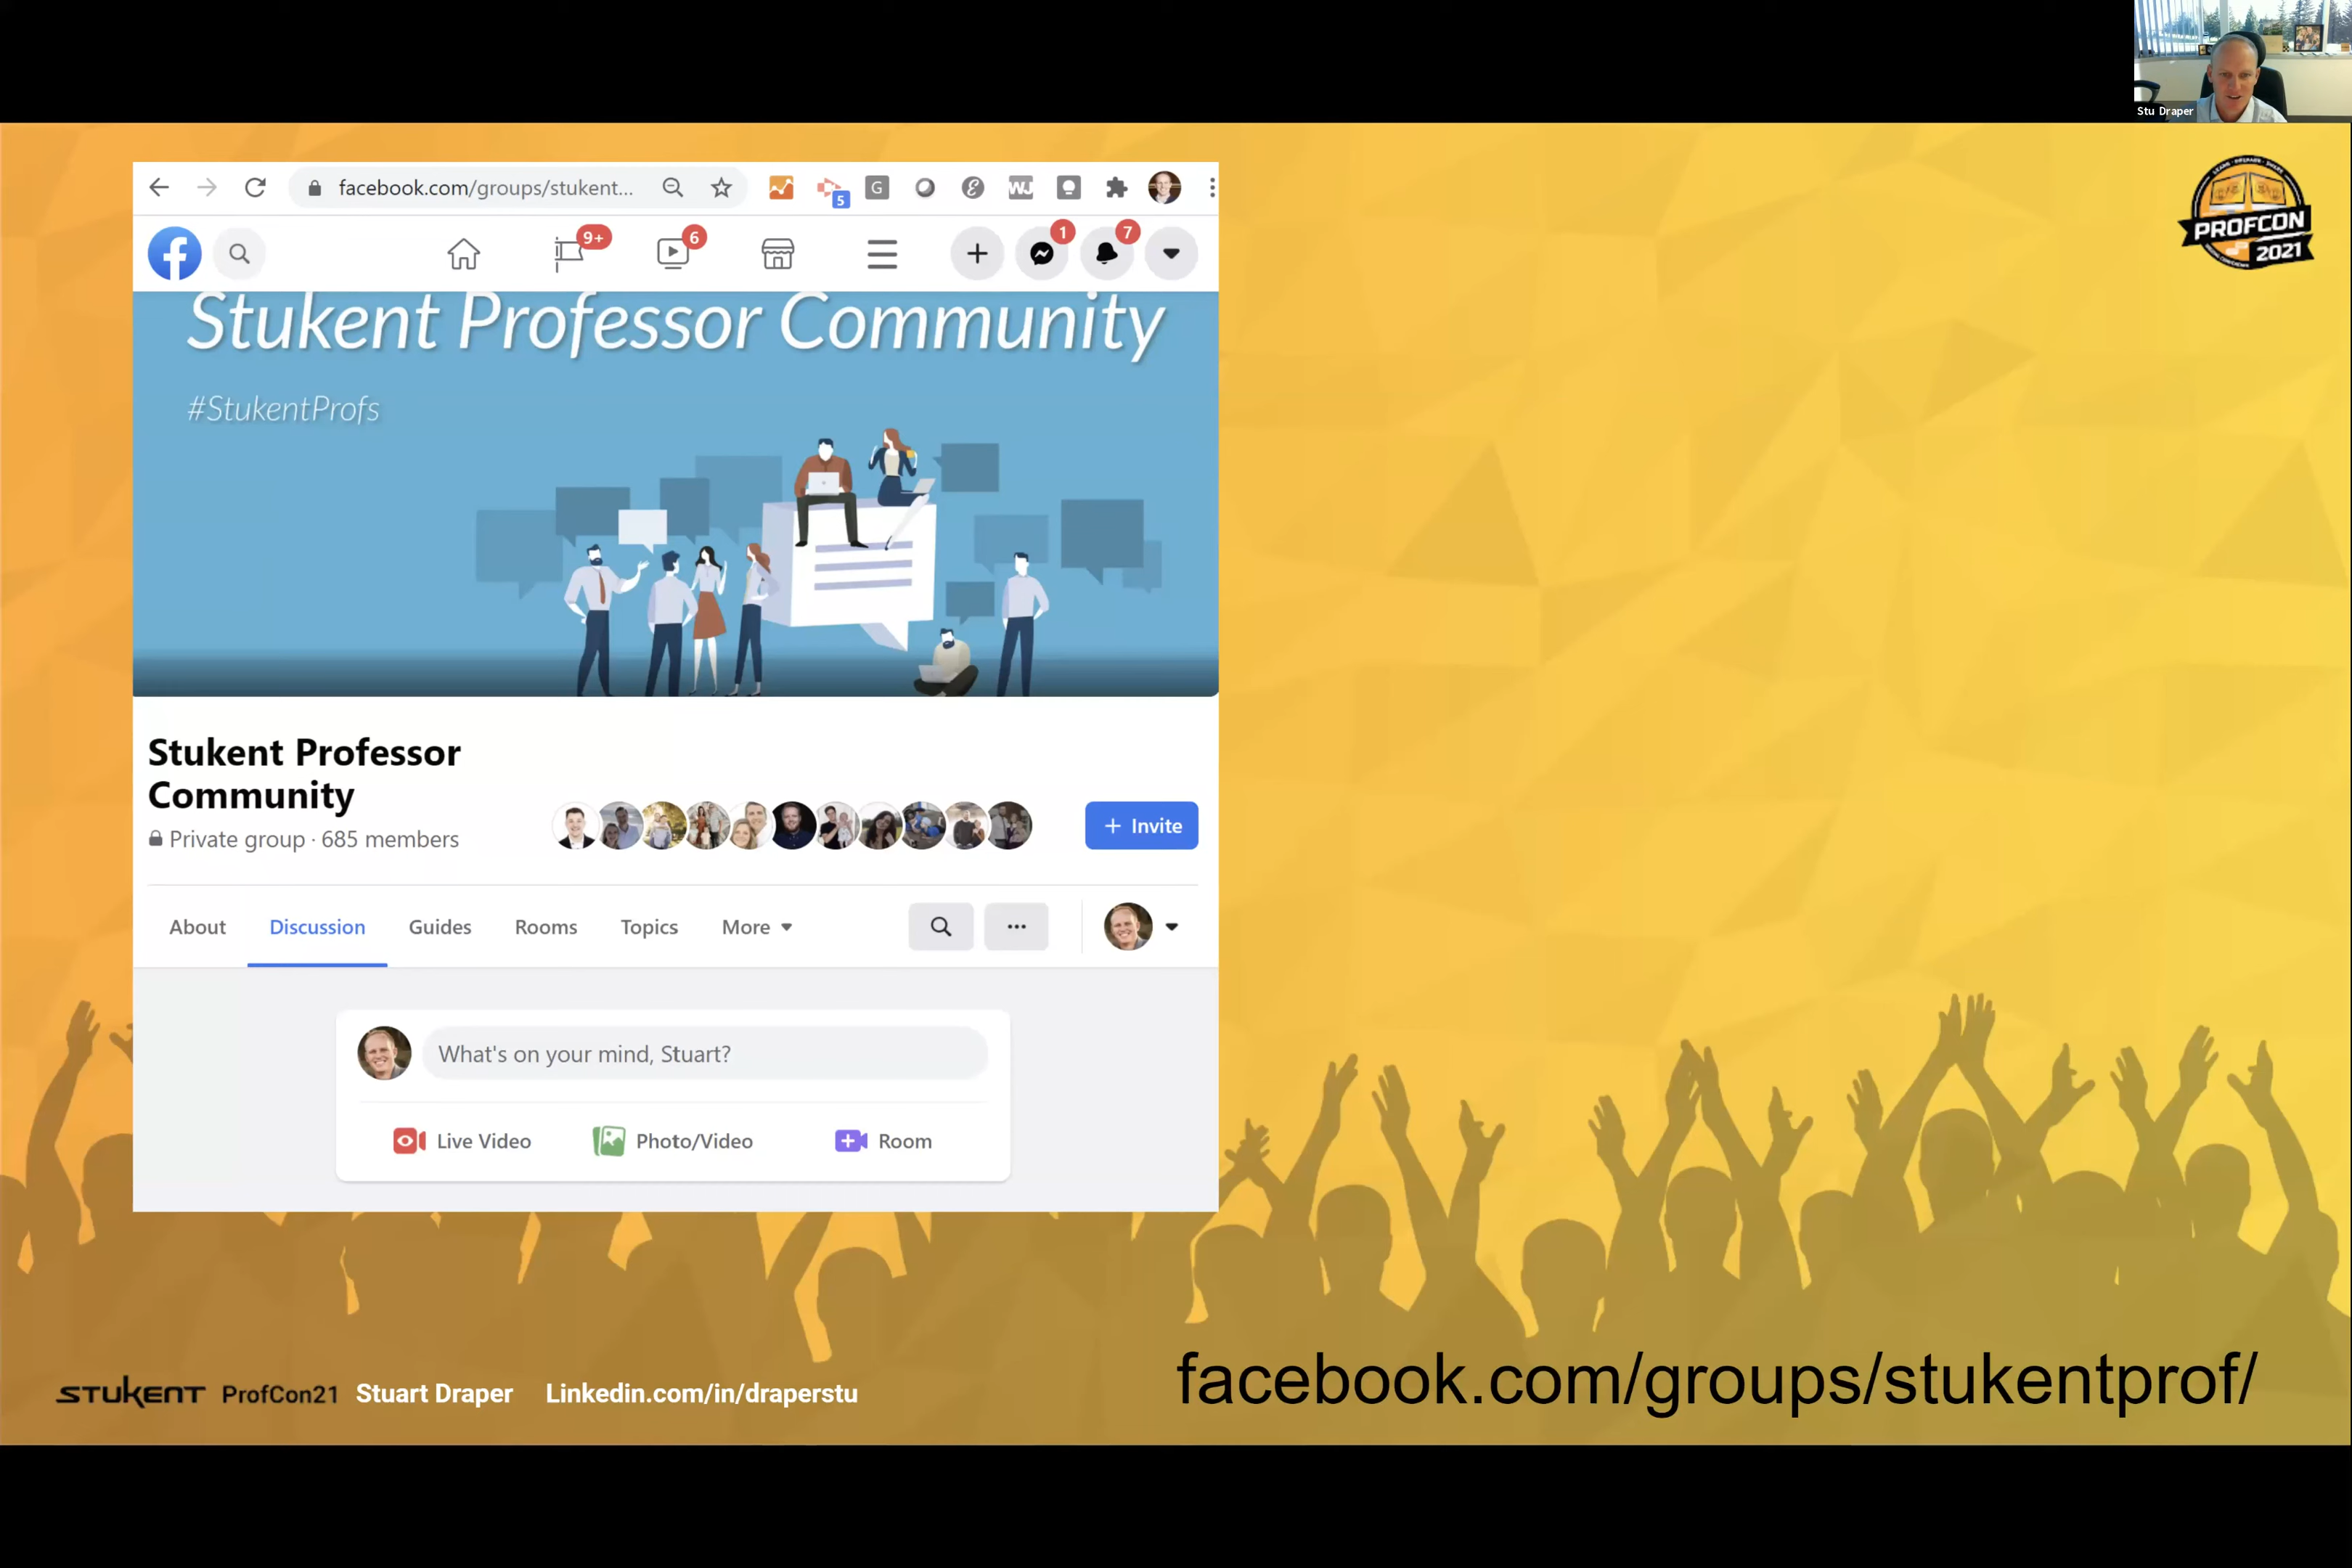 Stu Draper
facebook.com/groups/stukent...
5
G
WJ
PROFCON
2021
9+
6
1
7
Stukent Professor Community
#StukentProfs
Stukent Professor
Community
Private group · 685 members
+ Invite
About
Discussion
Guides
Rooms
Topics
More
What's on your mind, Stuart?
Live Video
Photo/Video
Room
facebook.com/groups/stukentprof/
STUKENT ProfCon21 Stuart Draper Linkedin.com/in/draperstu